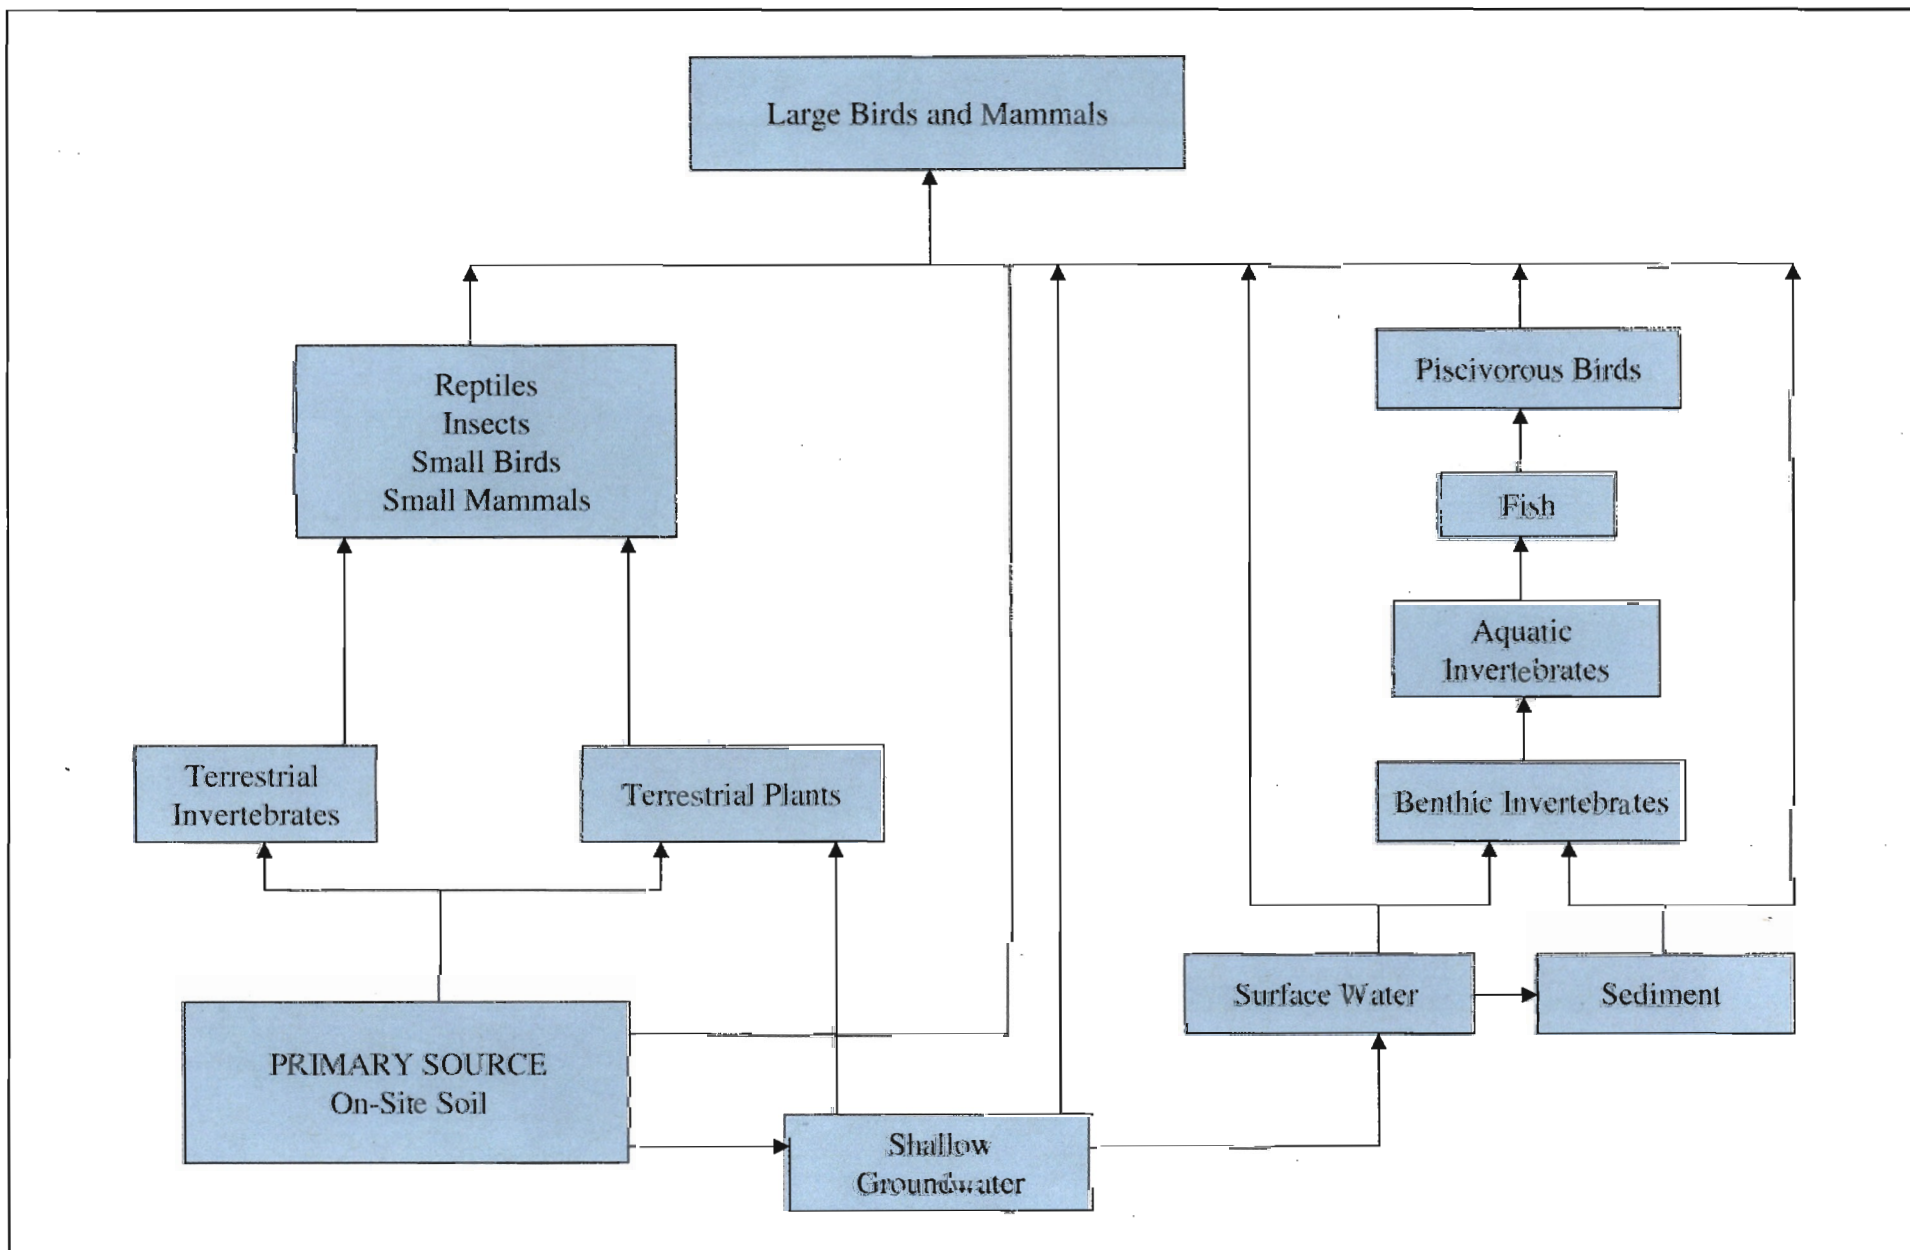 Large Birds and Mammals
Reptiles
Insects
Small Birds
Small Mammals
Piscivorous Birds
Fish
Aquatic
Invertebrates
Terrestrial
Invertebrates
Terrestrial Plants
Benthic Invertebrates
Surface Water
Sediment
PRIMARY SOURCE
On-Site Soil
Shallow
Groundwater